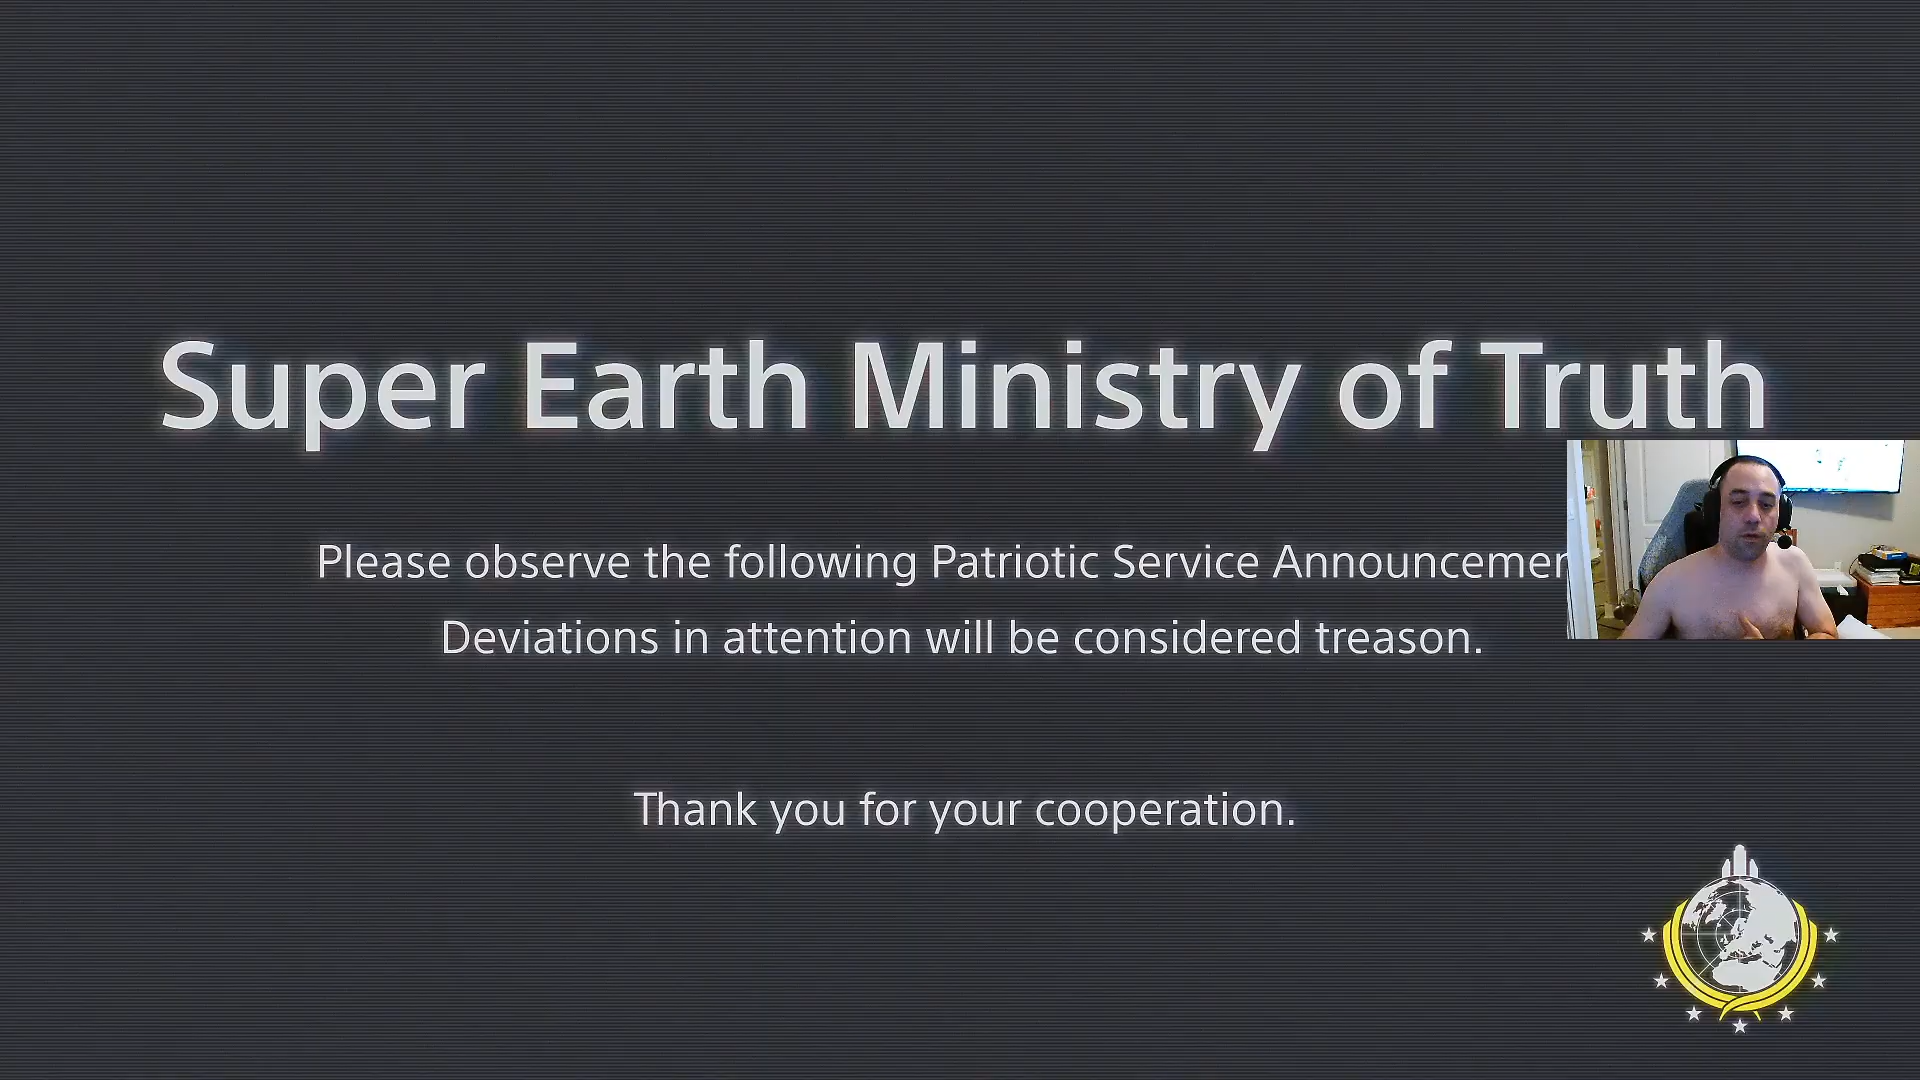 Super Earth Ministry of Truth
Please observe the following Patriotic Service
Deviations in attention will be considered treason.
Thank you for your cooperation.